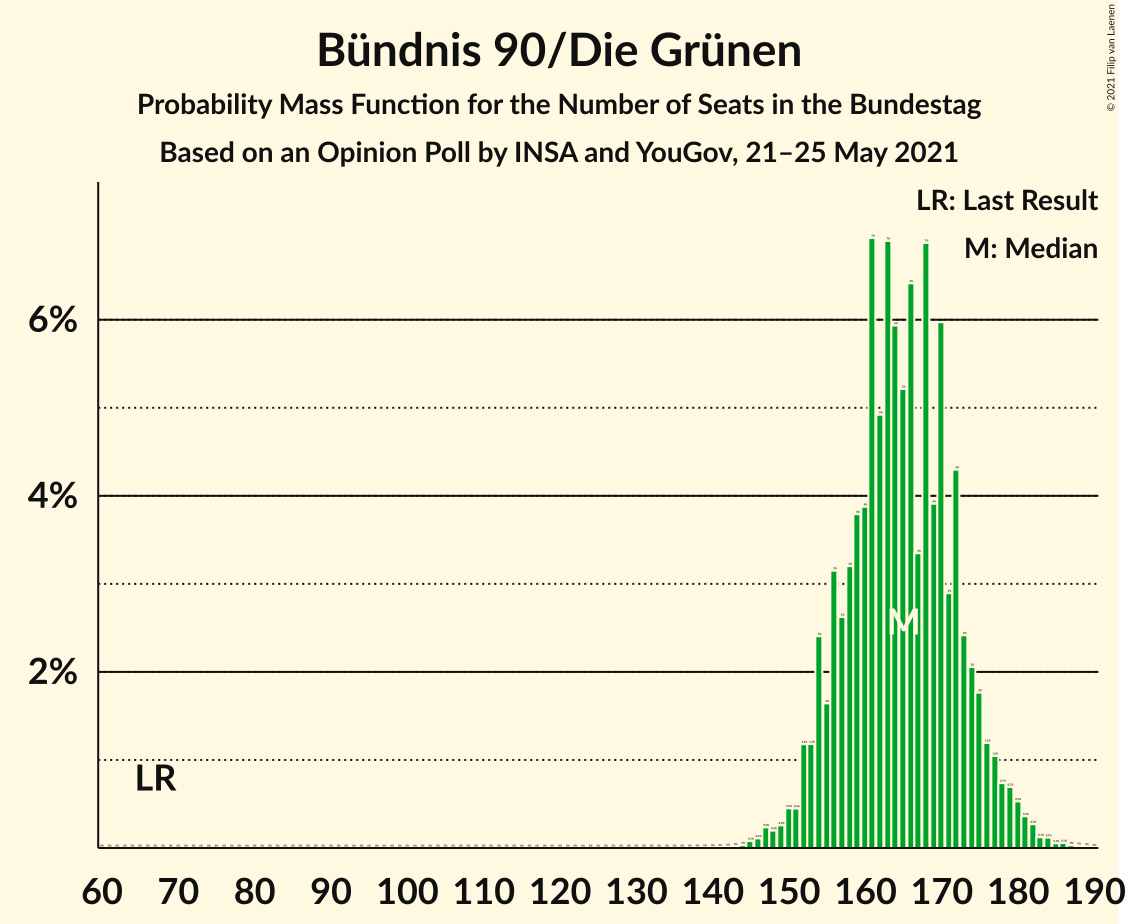 Bündnis 90/Die Grünen
Probability Mass Function for the Number of Seats in the Bundestag
Based on an Opinion Poll by INSA and YouGov, 21–25 May 2021
© 2021 Filip van Laenen
LR: Last Result
M: Median
6%
4%
2%
M
LR
60 70 80 90 100 110 120 130 140 150 160 170 180 190